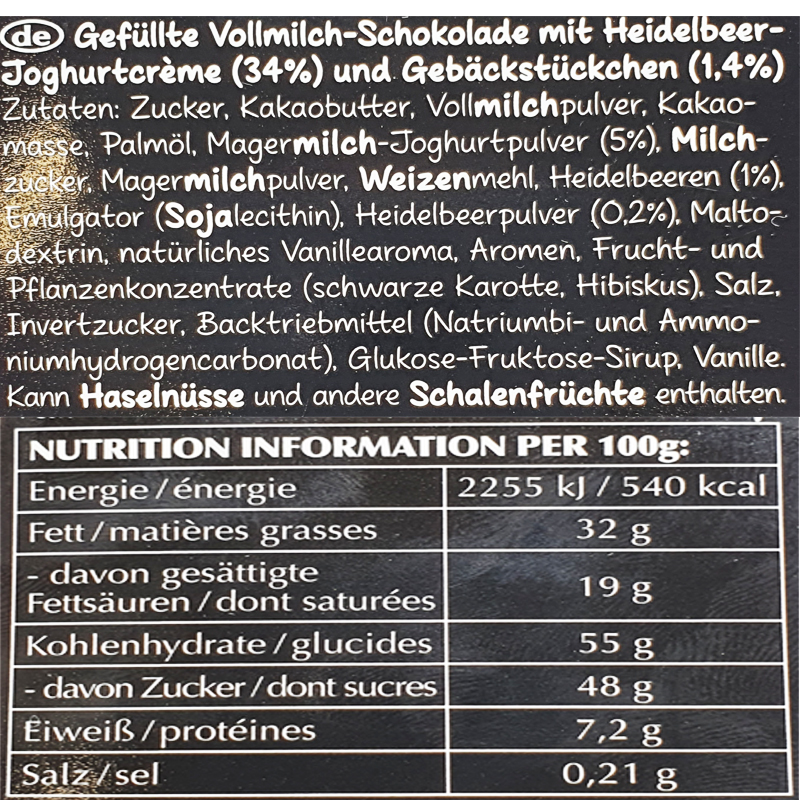 de Gefüllte Vollmilch-Schokolade mit Heidelbeer-
Joghurtcrème (34%) und Gebäckstückchen (1,4%)
Zutaten: Zucker, Kakaobutter, Vollmilchpulver, Kakao-
masse, Palmöl, Magermilch-Joghurtpulver (5%), Milch-
zucker, Magermilchpulver, Weizenmehl, Heidelbeeren (1%),
Emulgator (Sojalecithin), Heidelbeerpulver (0,2%), Malto-
dextrin, natürliches Vanillearoma, Aromen, Frucht- und
Pflanzenkonzentrate (schwarze Karotte, Hibiskus), Salz,
Invertzucker, Backtriebmittel (Natriumbi- und Ammo-
niumhydrogencarbonat), Glukose-Fruktose-Sirup, Vanille.
Kann Haselnüsse und andere Schalenfrüchte enthalten.
NUTRITION INFORMATION PER 100g:
Energie / énergie 2255 kJ / 540 kcal
Fett / matières grasses 32 g
- davon gesättigte
Fettsäuren / dont saturées 19 g
Kohlenhydrate / glucides 55 g
- davon Zucker / dont sucres 48 g
Eiweiß / protéines 7,2 g
Salz / sel 0,21 g